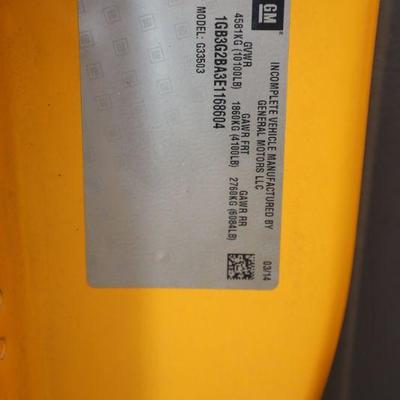 GM
INCOMPLETE VEHICLE MANUFACTURED BY
GENERAL MOTORS LLC
03/14
GVWR GAWR FRT GAWR RR
4581KG (10100LB) 1860KG (4100LB) 2760KG (6084LB)
1GB3G2BA3E1168604
MODEL: G33503